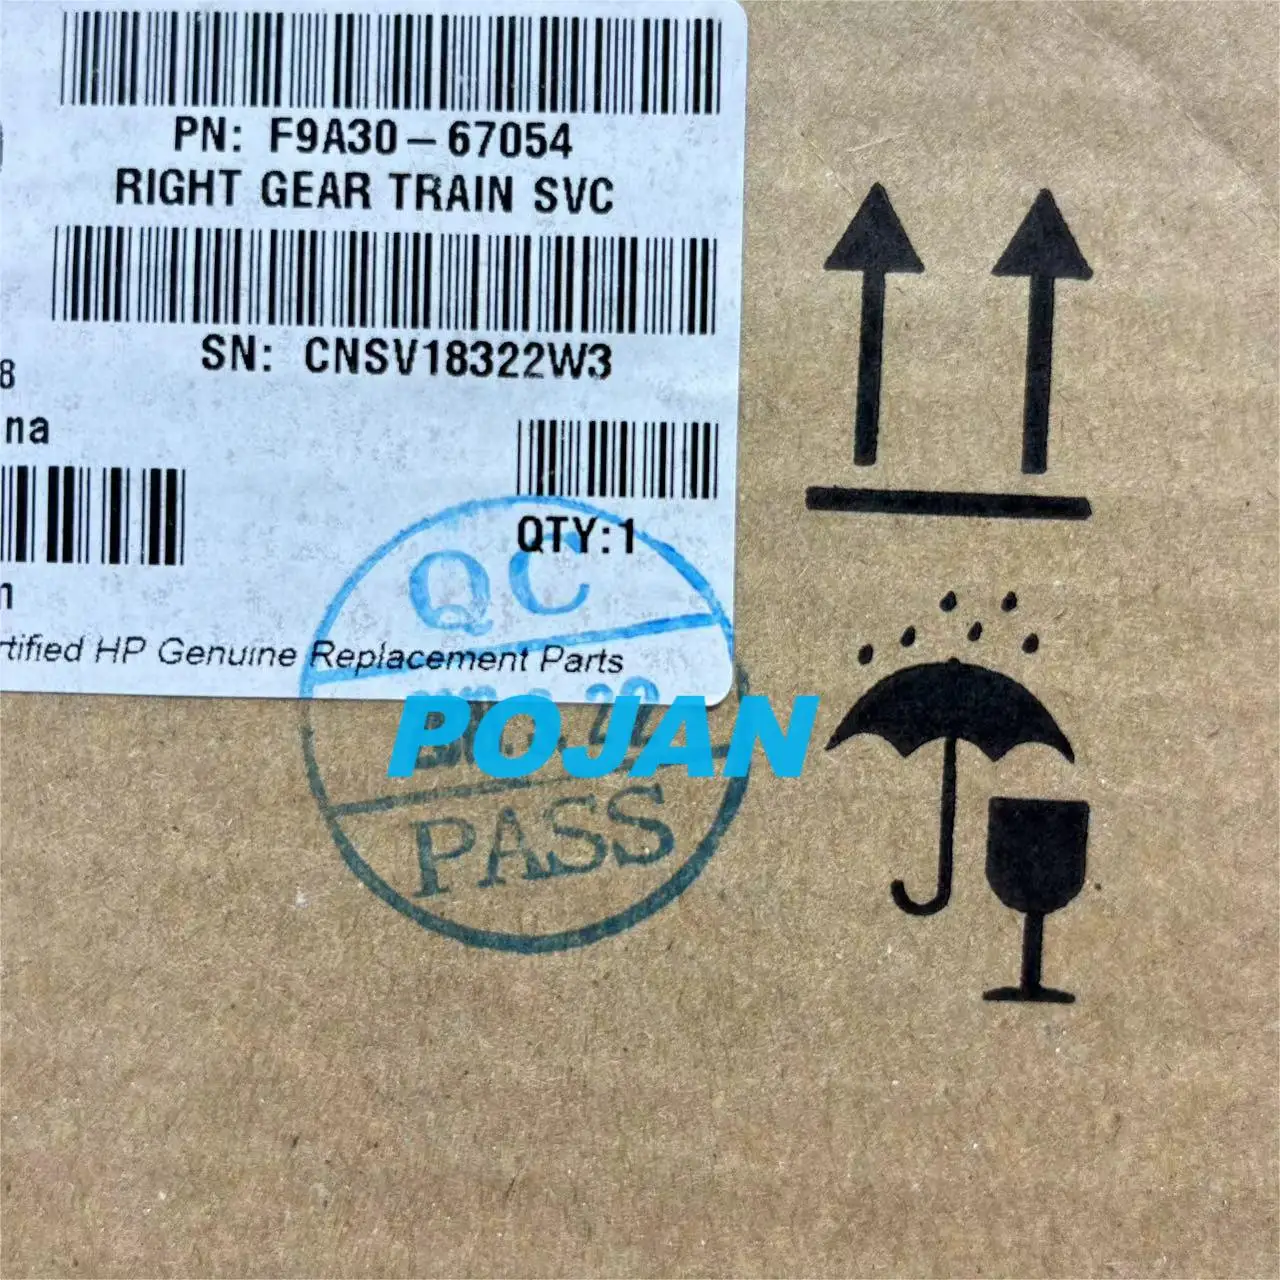 PN: F9A30-67054
RIGHT GEAR TRAIN SVC
SN: CNSV18322W3
8
na
QTY:1
QC
rtified HP Genuine Replacement Parts
POJAN
PASS